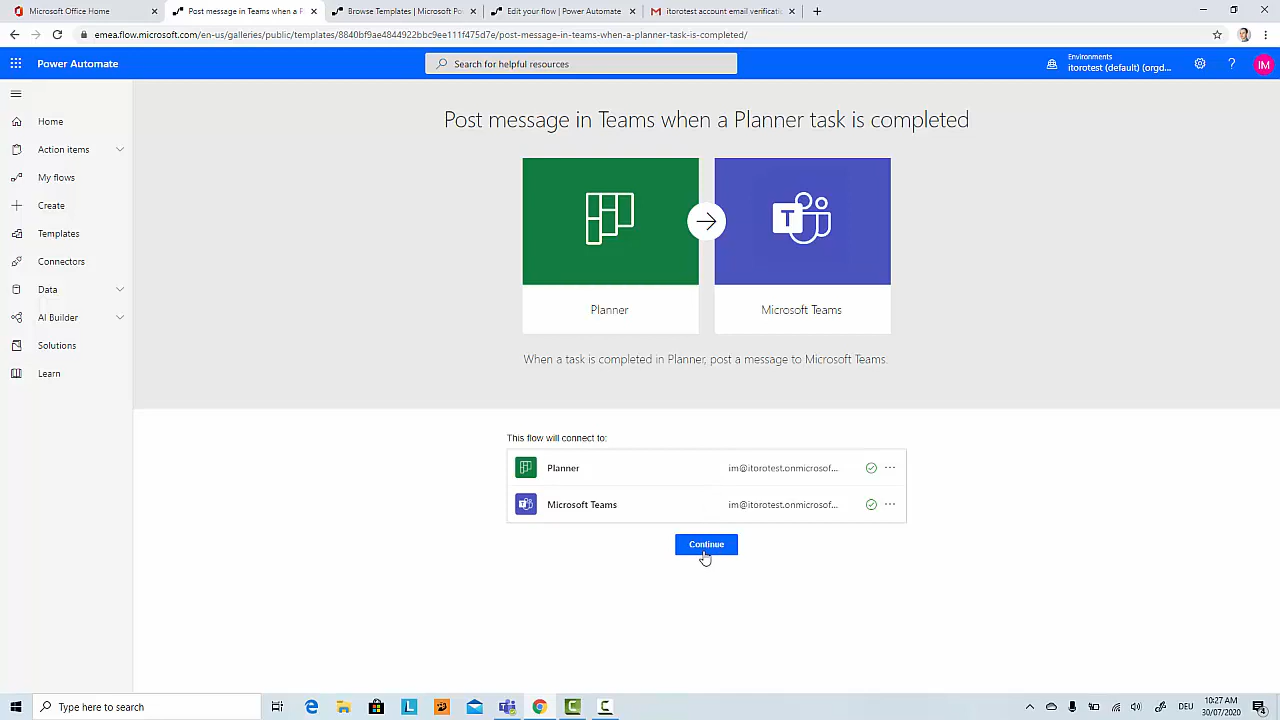 Microsoft Office Home
Post message in Teams when a P
Browse Templates | Microsoft Po
Edit your flow | Power Automate
itorotest account email verificati
emea.flow.microsoft.com/en-us/galleries/public/templates/8840bf9ae4844922bbc9ee111f475d7e/post-message-in-teams-when-a-planner-task-is-completed/
Power Automate
Search for helpful resources
Environments
itorotest (default) (orgd...
?
IM
Home
Action items
My flows
Create
Templates
Connectors
Data
AI Builder
Solutions
Learn
Post message in Teams when a Planner task is completed
Planner
T
Microsoft Teams
When a task is completed in Planner, post a message to Microsoft Teams.
This flow will connect to:
Planner
im@itorotest.onmicrosof...
Microsoft Teams
im@itorotest.onmicrosof...
Continue
Type here to search
DEU
10:27 AM
30/07/2020